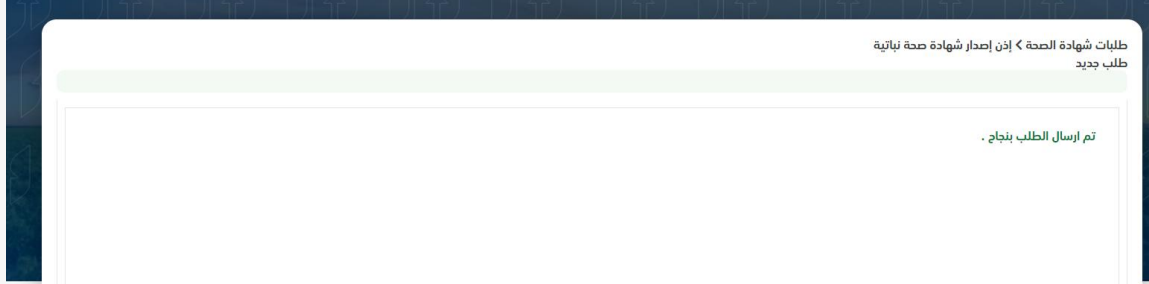 طلبات شهادة الصحة > إذن إصدار شهادة صحة نباتية
طلب جديد
تم ارسال الطلب بنجاح .